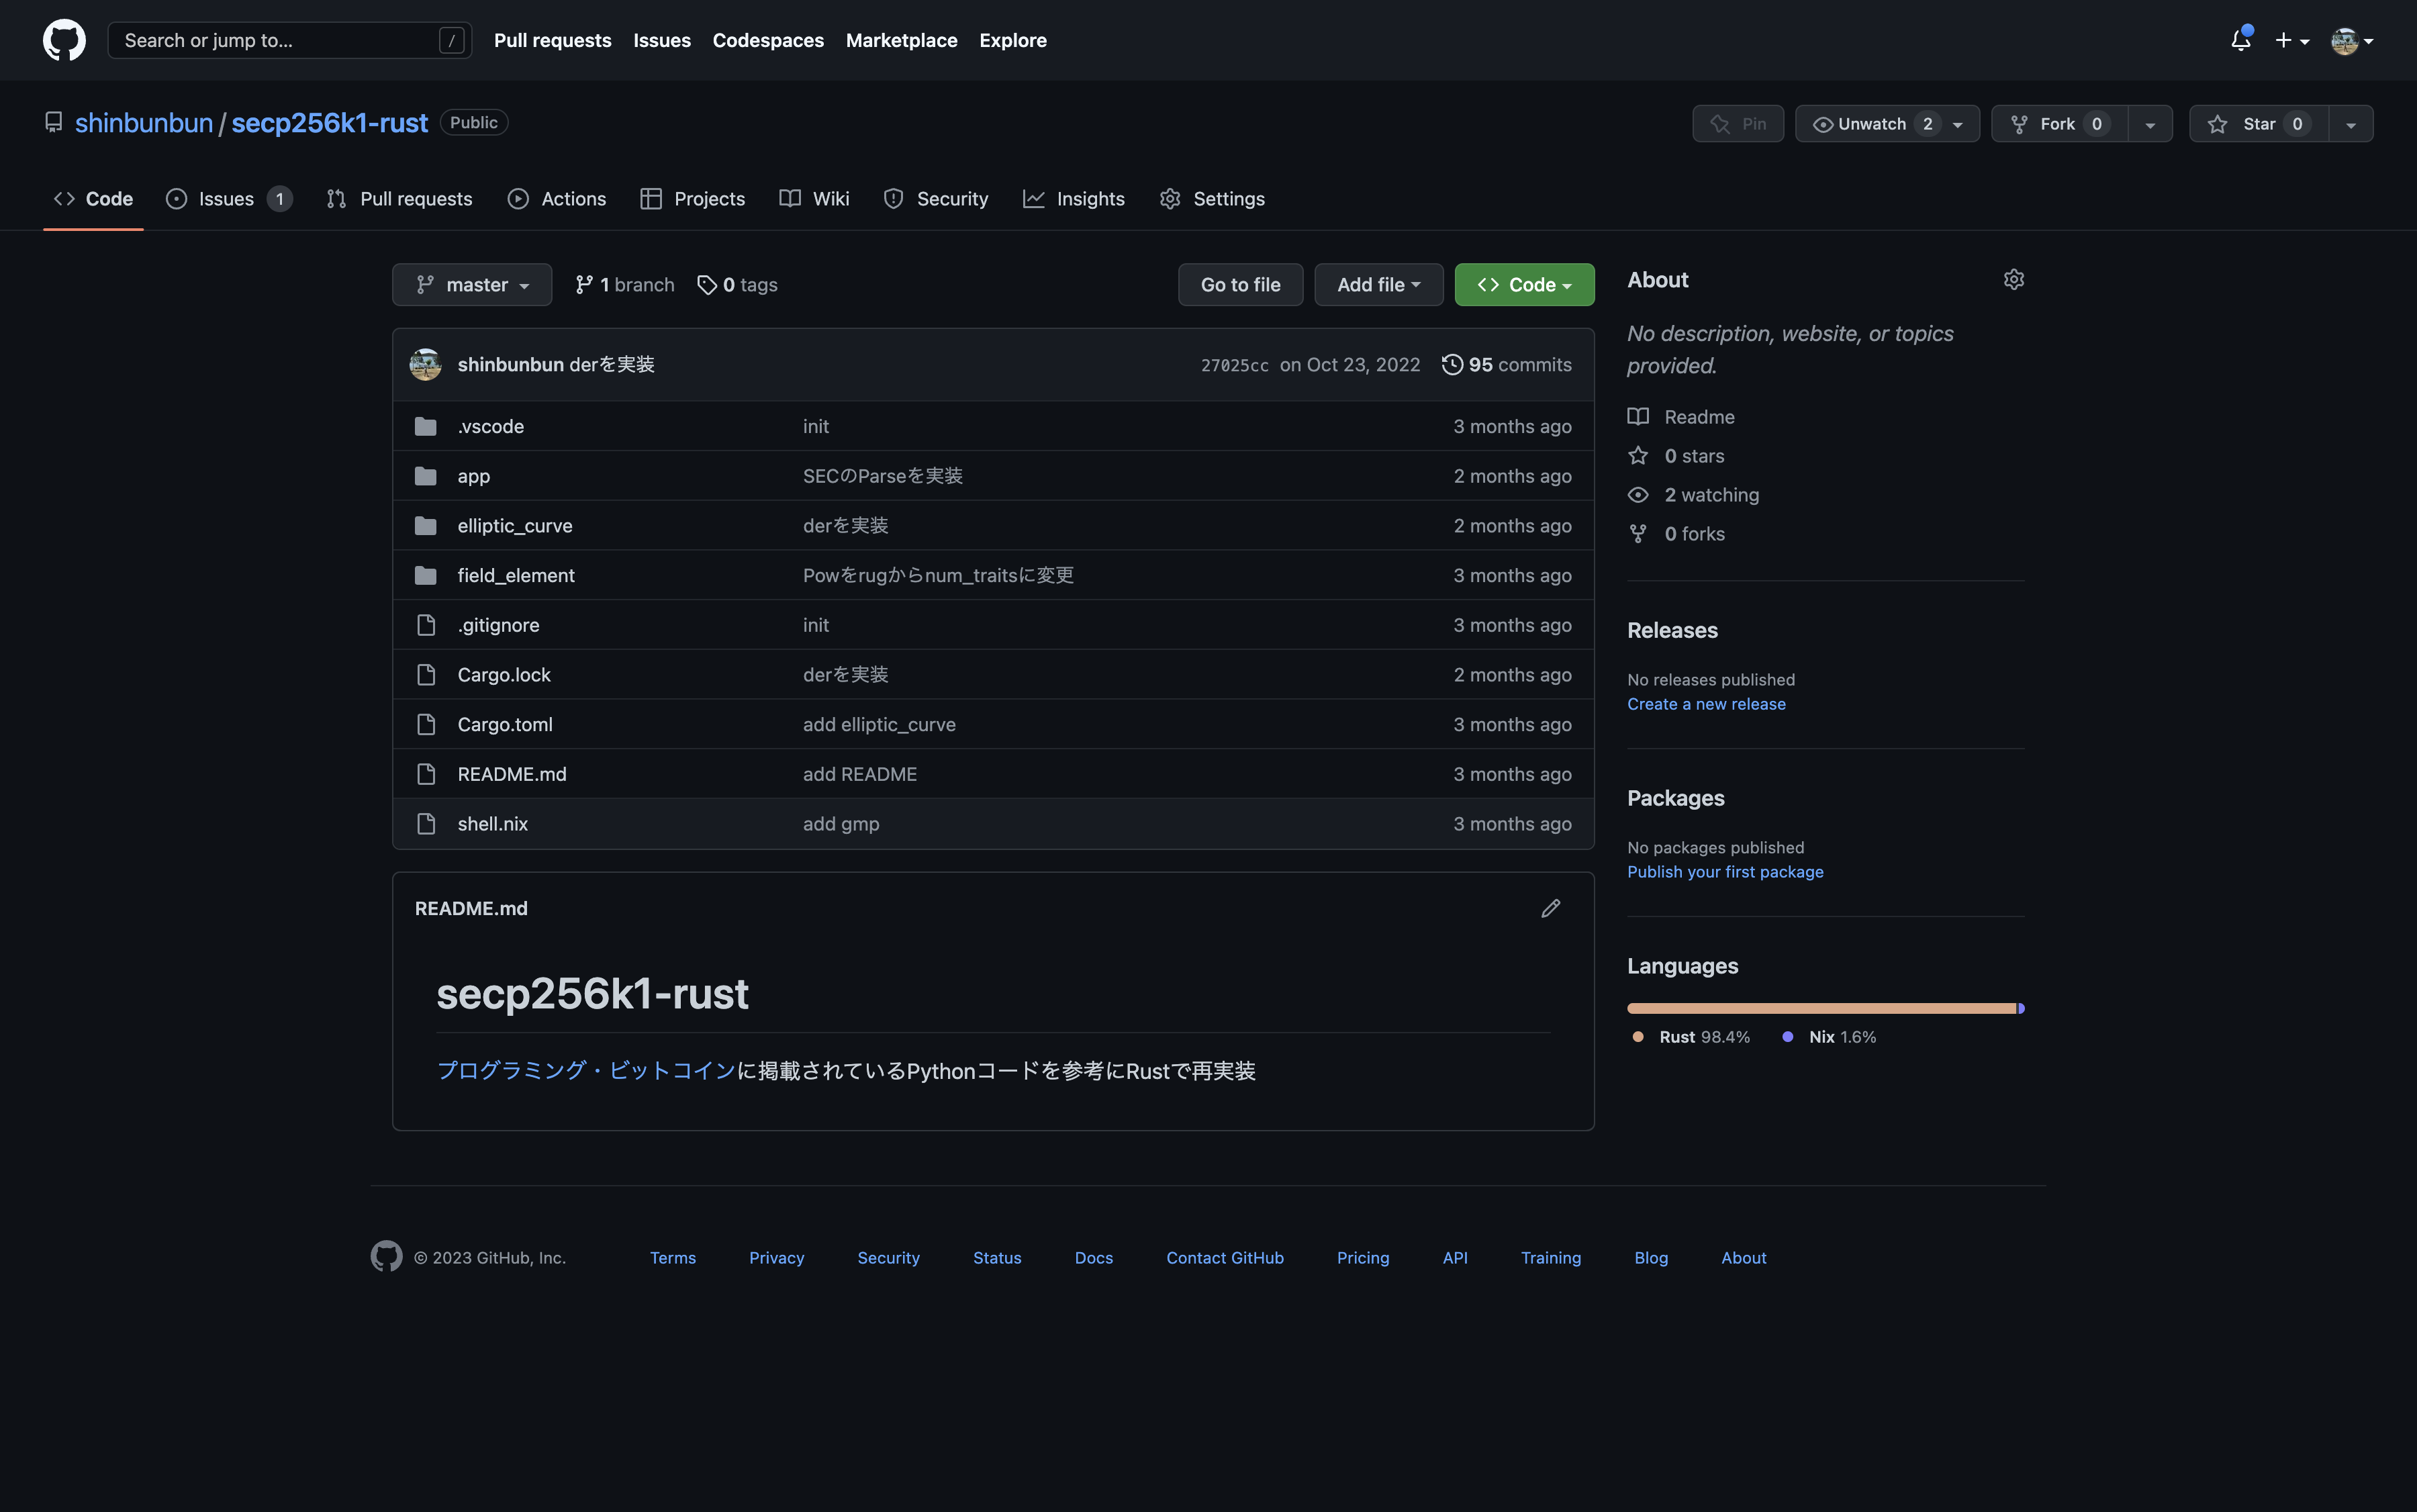 Search or jump to... /
Pull requests Issues Codespaces Marketplace Explore
shinbunbun / secp256k1-rust Public
Pin Unwatch 2 Fork 0 Star 0
Code Issues 1 Pull requests Actions Projects Wiki Security Insights Settings
master 1 branch 0 tags Go to file Add file Code
shinbunbun derを実装 27025cc on Oct 23, 2022 95 commits
.vscode init 3 months ago
app SECのParseを実装 2 months ago
elliptic_curve derを実装 2 months ago
field_element Powをrugからnum_traitsに変更 3 months ago
.gitignore init 3 months ago
Cargo.lock derを実装 2 months ago
Cargo.toml add elliptic_curve 3 months ago
README.md add README 3 months ago
shell.nix add gmp 3 months ago
README.md
secp256k1-rust
プログラミング・ビットコインに掲載されているPythonコードを参考にRustで再実装
About
No description, website, or topics
provided.
Readme
0 stars
2 watching
0 forks
Releases
No releases published
Create a new release
Packages
No packages published
Publish your first package
Languages
Rust 98.4% Nix 1.6%
© 2023 GitHub, Inc. Terms Privacy Security Status Docs Contact GitHub Pricing API Training Blog About